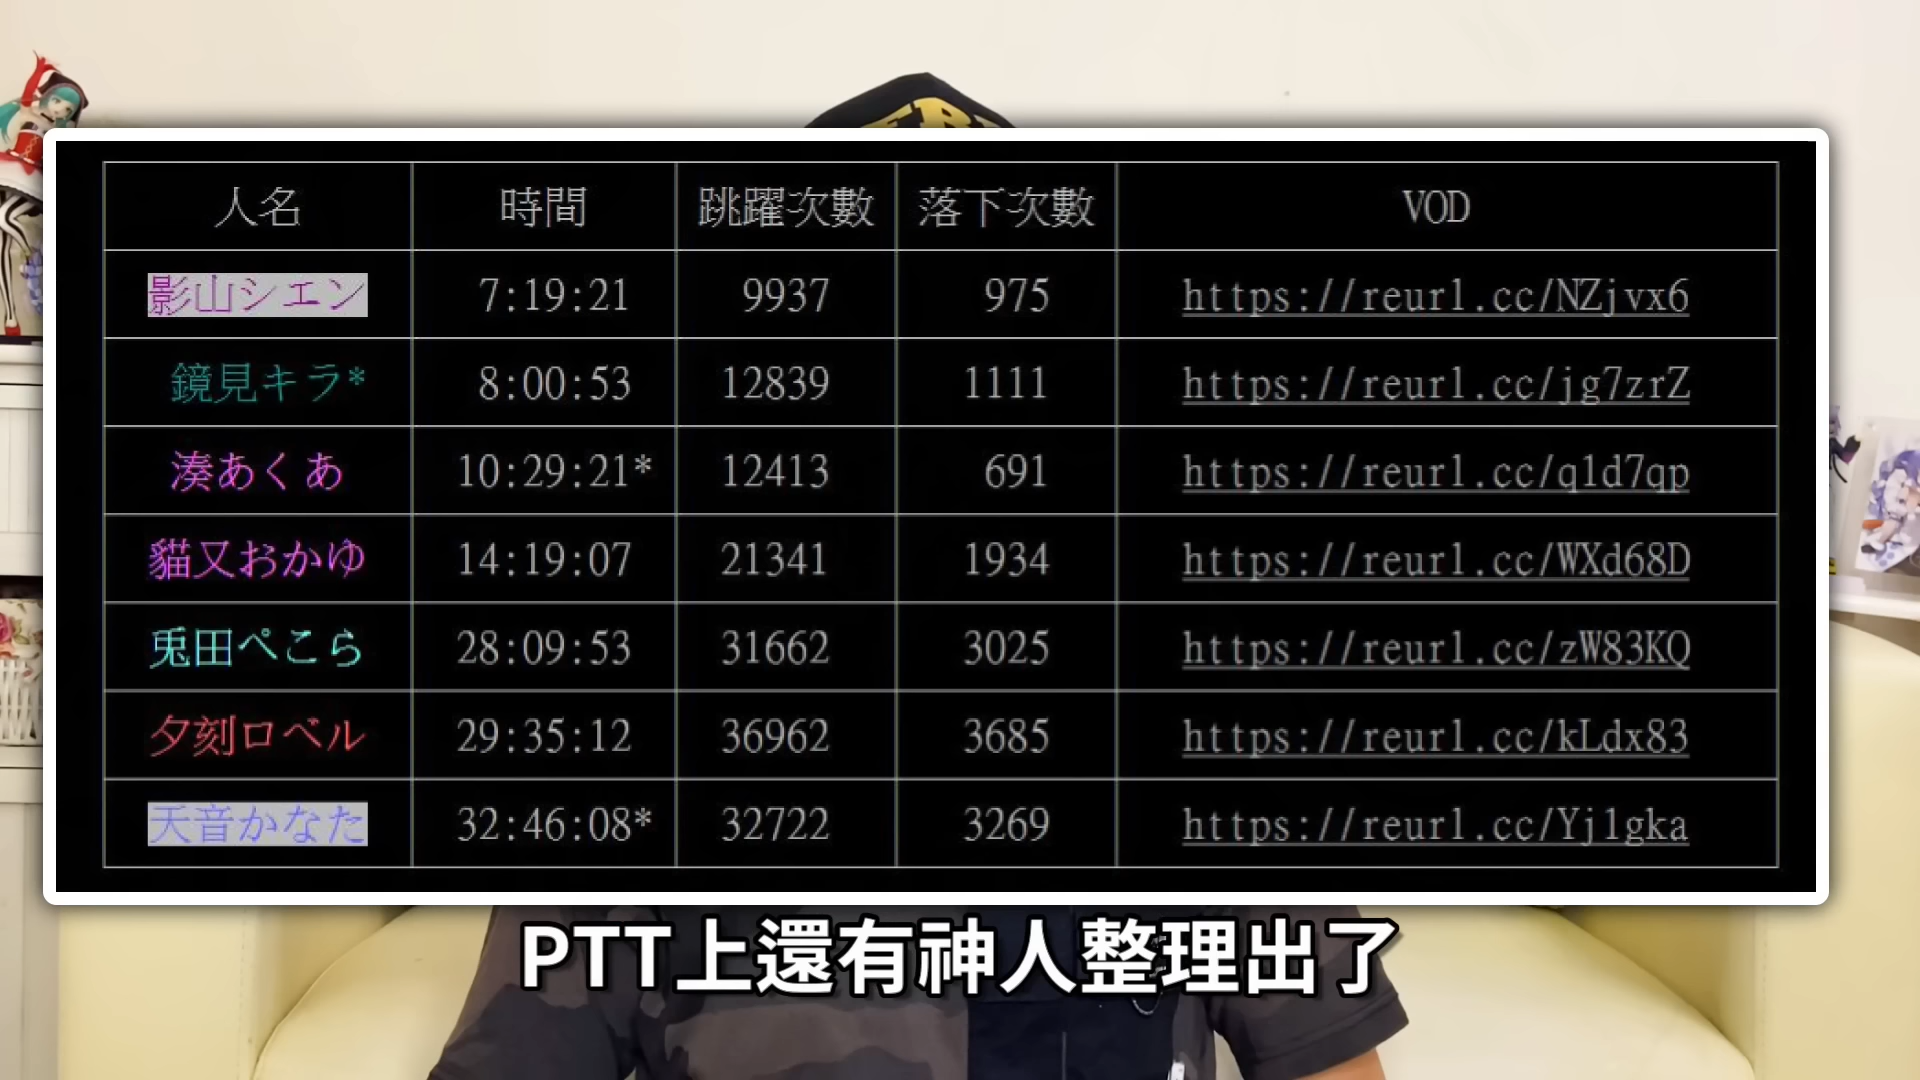 人名 時間 跳躍次數 落下次數 VOD
影山シエン 7:19:21 9937 975 https://reurl.cc/NZjvx6
鏡見キラ* 8:00:53 12839 1111 https://reurl.cc/jg7zrZ
湊あくあ 10:29:21* 12413 691 https://reurl.cc/q1d7qp
貓又おかゆ 14:19:07 21341 1934 https://reurl.cc/WXd68D
兎田ぺこら 28:09:53 31662 3025 https://reurl.cc/zW83KQ
夕刻ロベル 29:35:12 36962 3685 https://reurl.cc/kLdx83
天音かなた 32:46:08* 32722 3269 https://reurl.cc/Yj1gka
PTT上還有神人整理出了